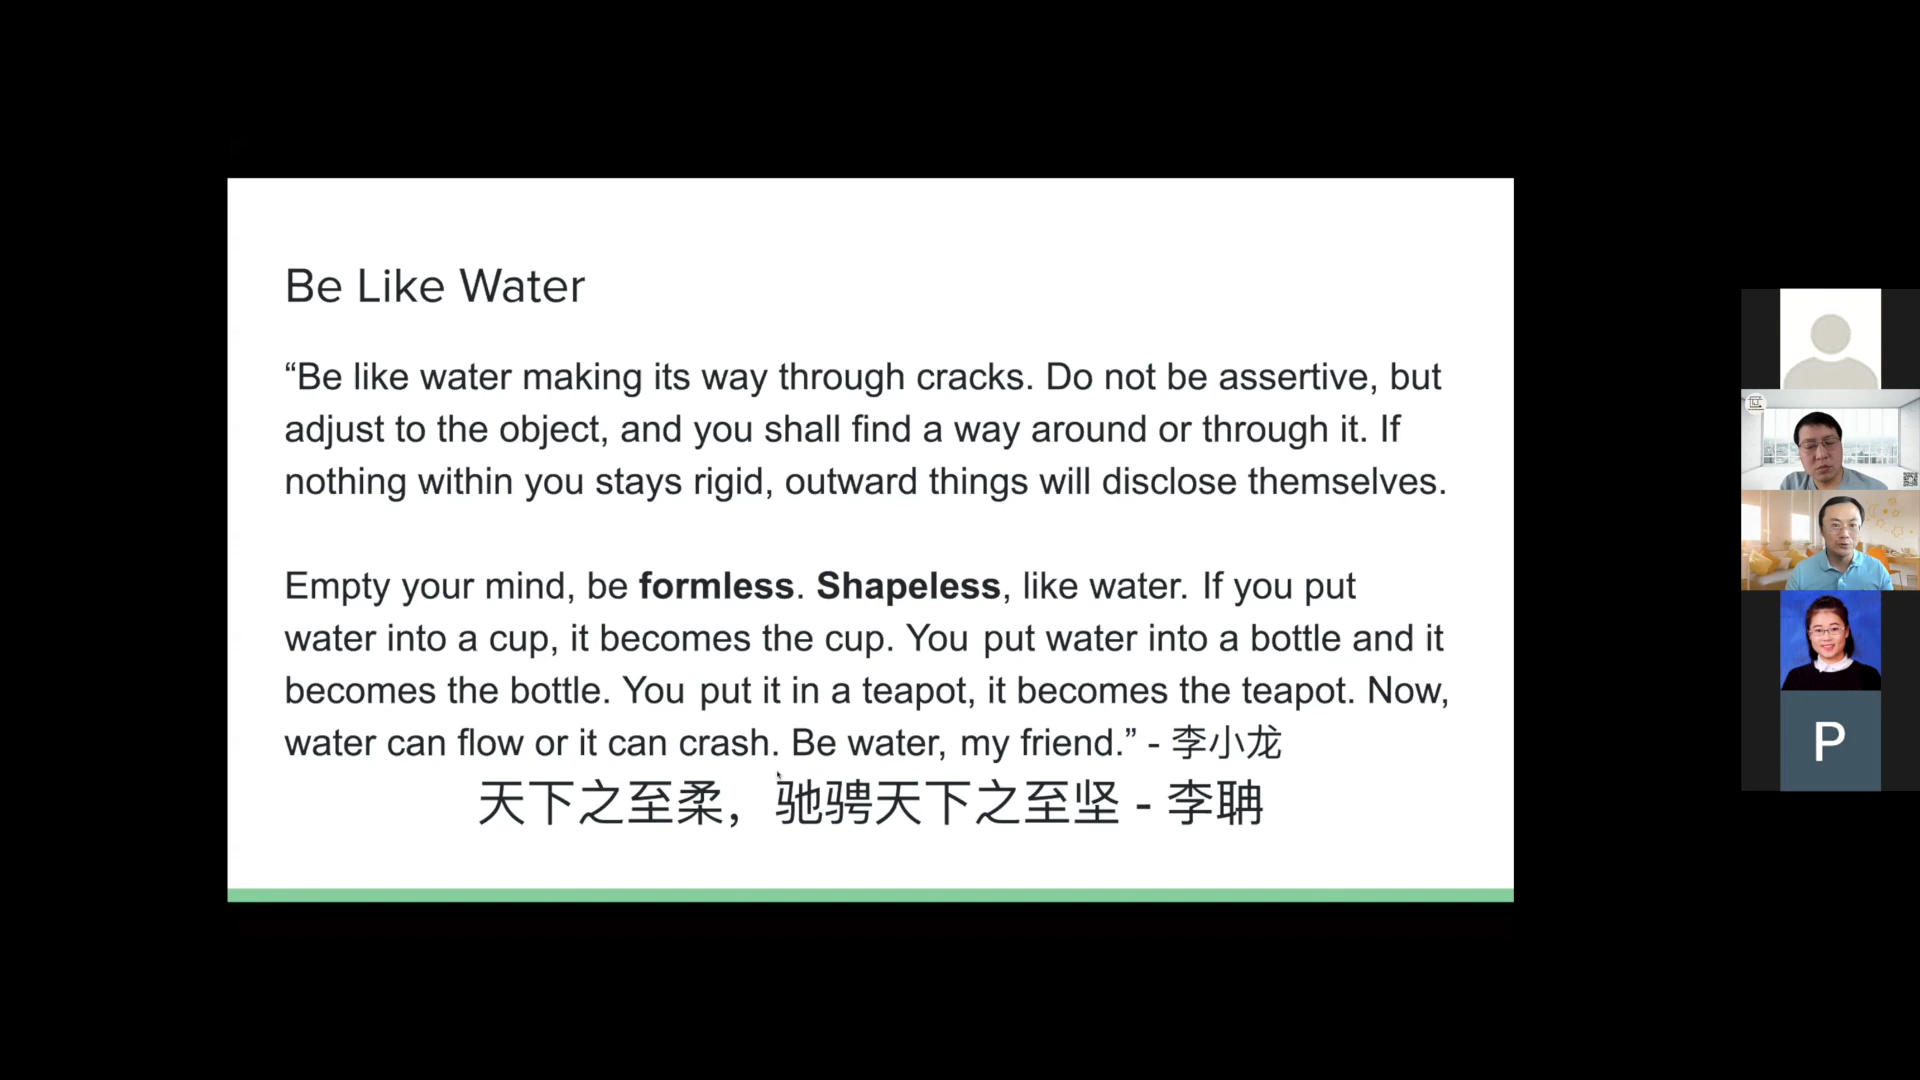 Be Like Water
“Be like water making its way through cracks. Do not be assertive, but
adjust to the object, and you shall find a way around or through it. If
nothing within you stays rigid, outward things will disclose themselves.
Empty your mind, be formless. Shapeless, like water. If you put
water into a cup, it becomes the cup. You put water into a bottle and it
becomes the bottle. You put it in a teapot, it becomes the teapot. Now,
water can flow or it can crash. Be water, my friend.” - 李小龙
天下之至柔，驰骋天下之至坚 - 李聃
P